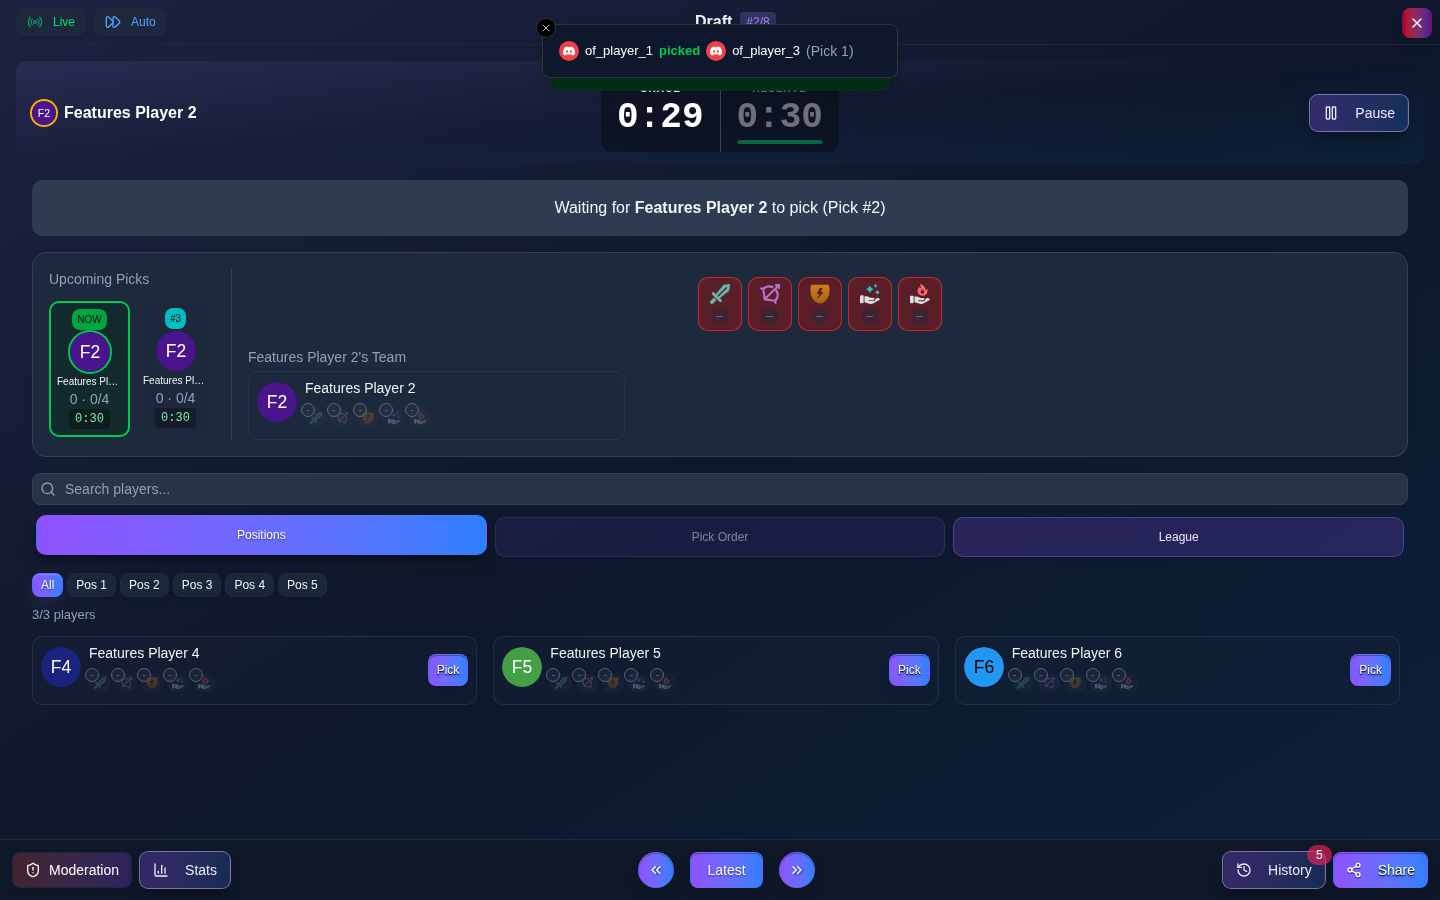 Live
Auto
Draft #2/8
of_player_1 picked of_player_3 (Pick 1)
F2 Features Player 2
0:29
0:30
Pause
Waiting for Features Player 2 to pick (Pick #2)
Upcoming Picks
NOW
F2
Features Pl…
0 · 0/4
0:30
#3
F2
Features Pl…
0 · 0/4
0:30
Features Player 2's Team
F2 Features Player 2
Search players...
Positions
Pick Order
League
All
Pos 1
Pos 2
Pos 3
Pos 4
Pos 5
3/3 players
F4 Features Player 4
Pick
F5 Features Player 5
Pick
F6 Features Player 6
Pick
Moderation
Stats
Latest
History
5
Share